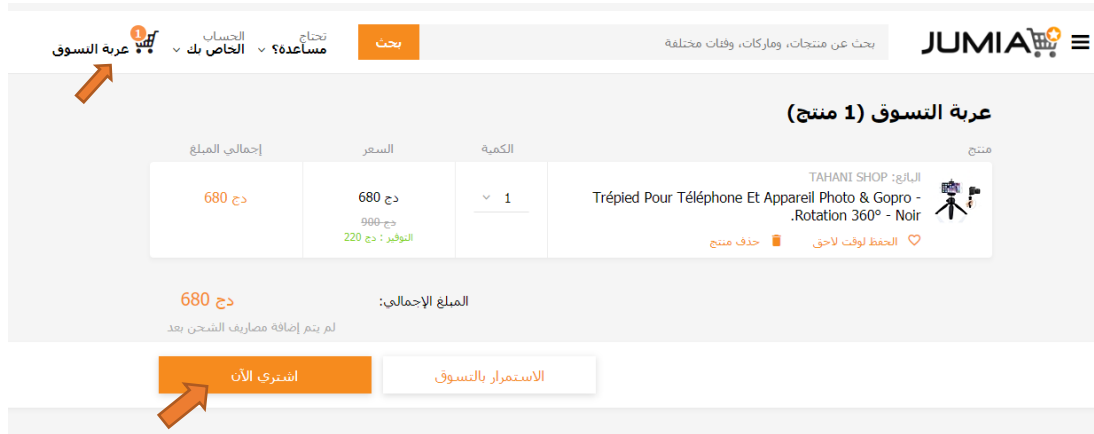 JUMIA
بحث عن منتجات، وماركات، وفئات مختلفة
بحث
تحتاج
مساعدة؟
الحساب
الخاص بك
1
عربة التسوق
عربة التسوق (1 منتج)
منتج
الكمية
السعر
إجمالي المبلغ
البائع: TAHANI SHOP
Trépied Pour Téléphone Et Appareil Photo & Gopro -
Rotation 360° - Noir.
الحفظ لوقت لاحق
حذف منتج
1
دج 680
دج 900
التوفير : دج 220
دج 680
المبلغ الإجمالي:
دج 680
لم يتم إضافة مصاريف الشحن بعد
الاستمرار بالتسوق
اشتري الآن